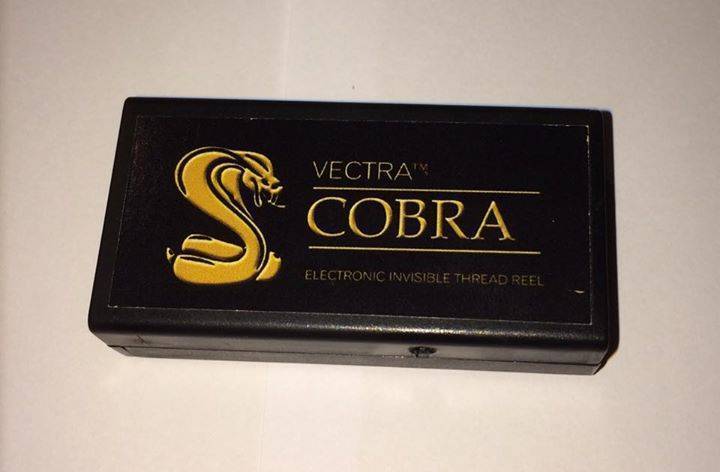 VECTRA™
COBRA
ELECTRONIC INVISIBLE THREAD REEL